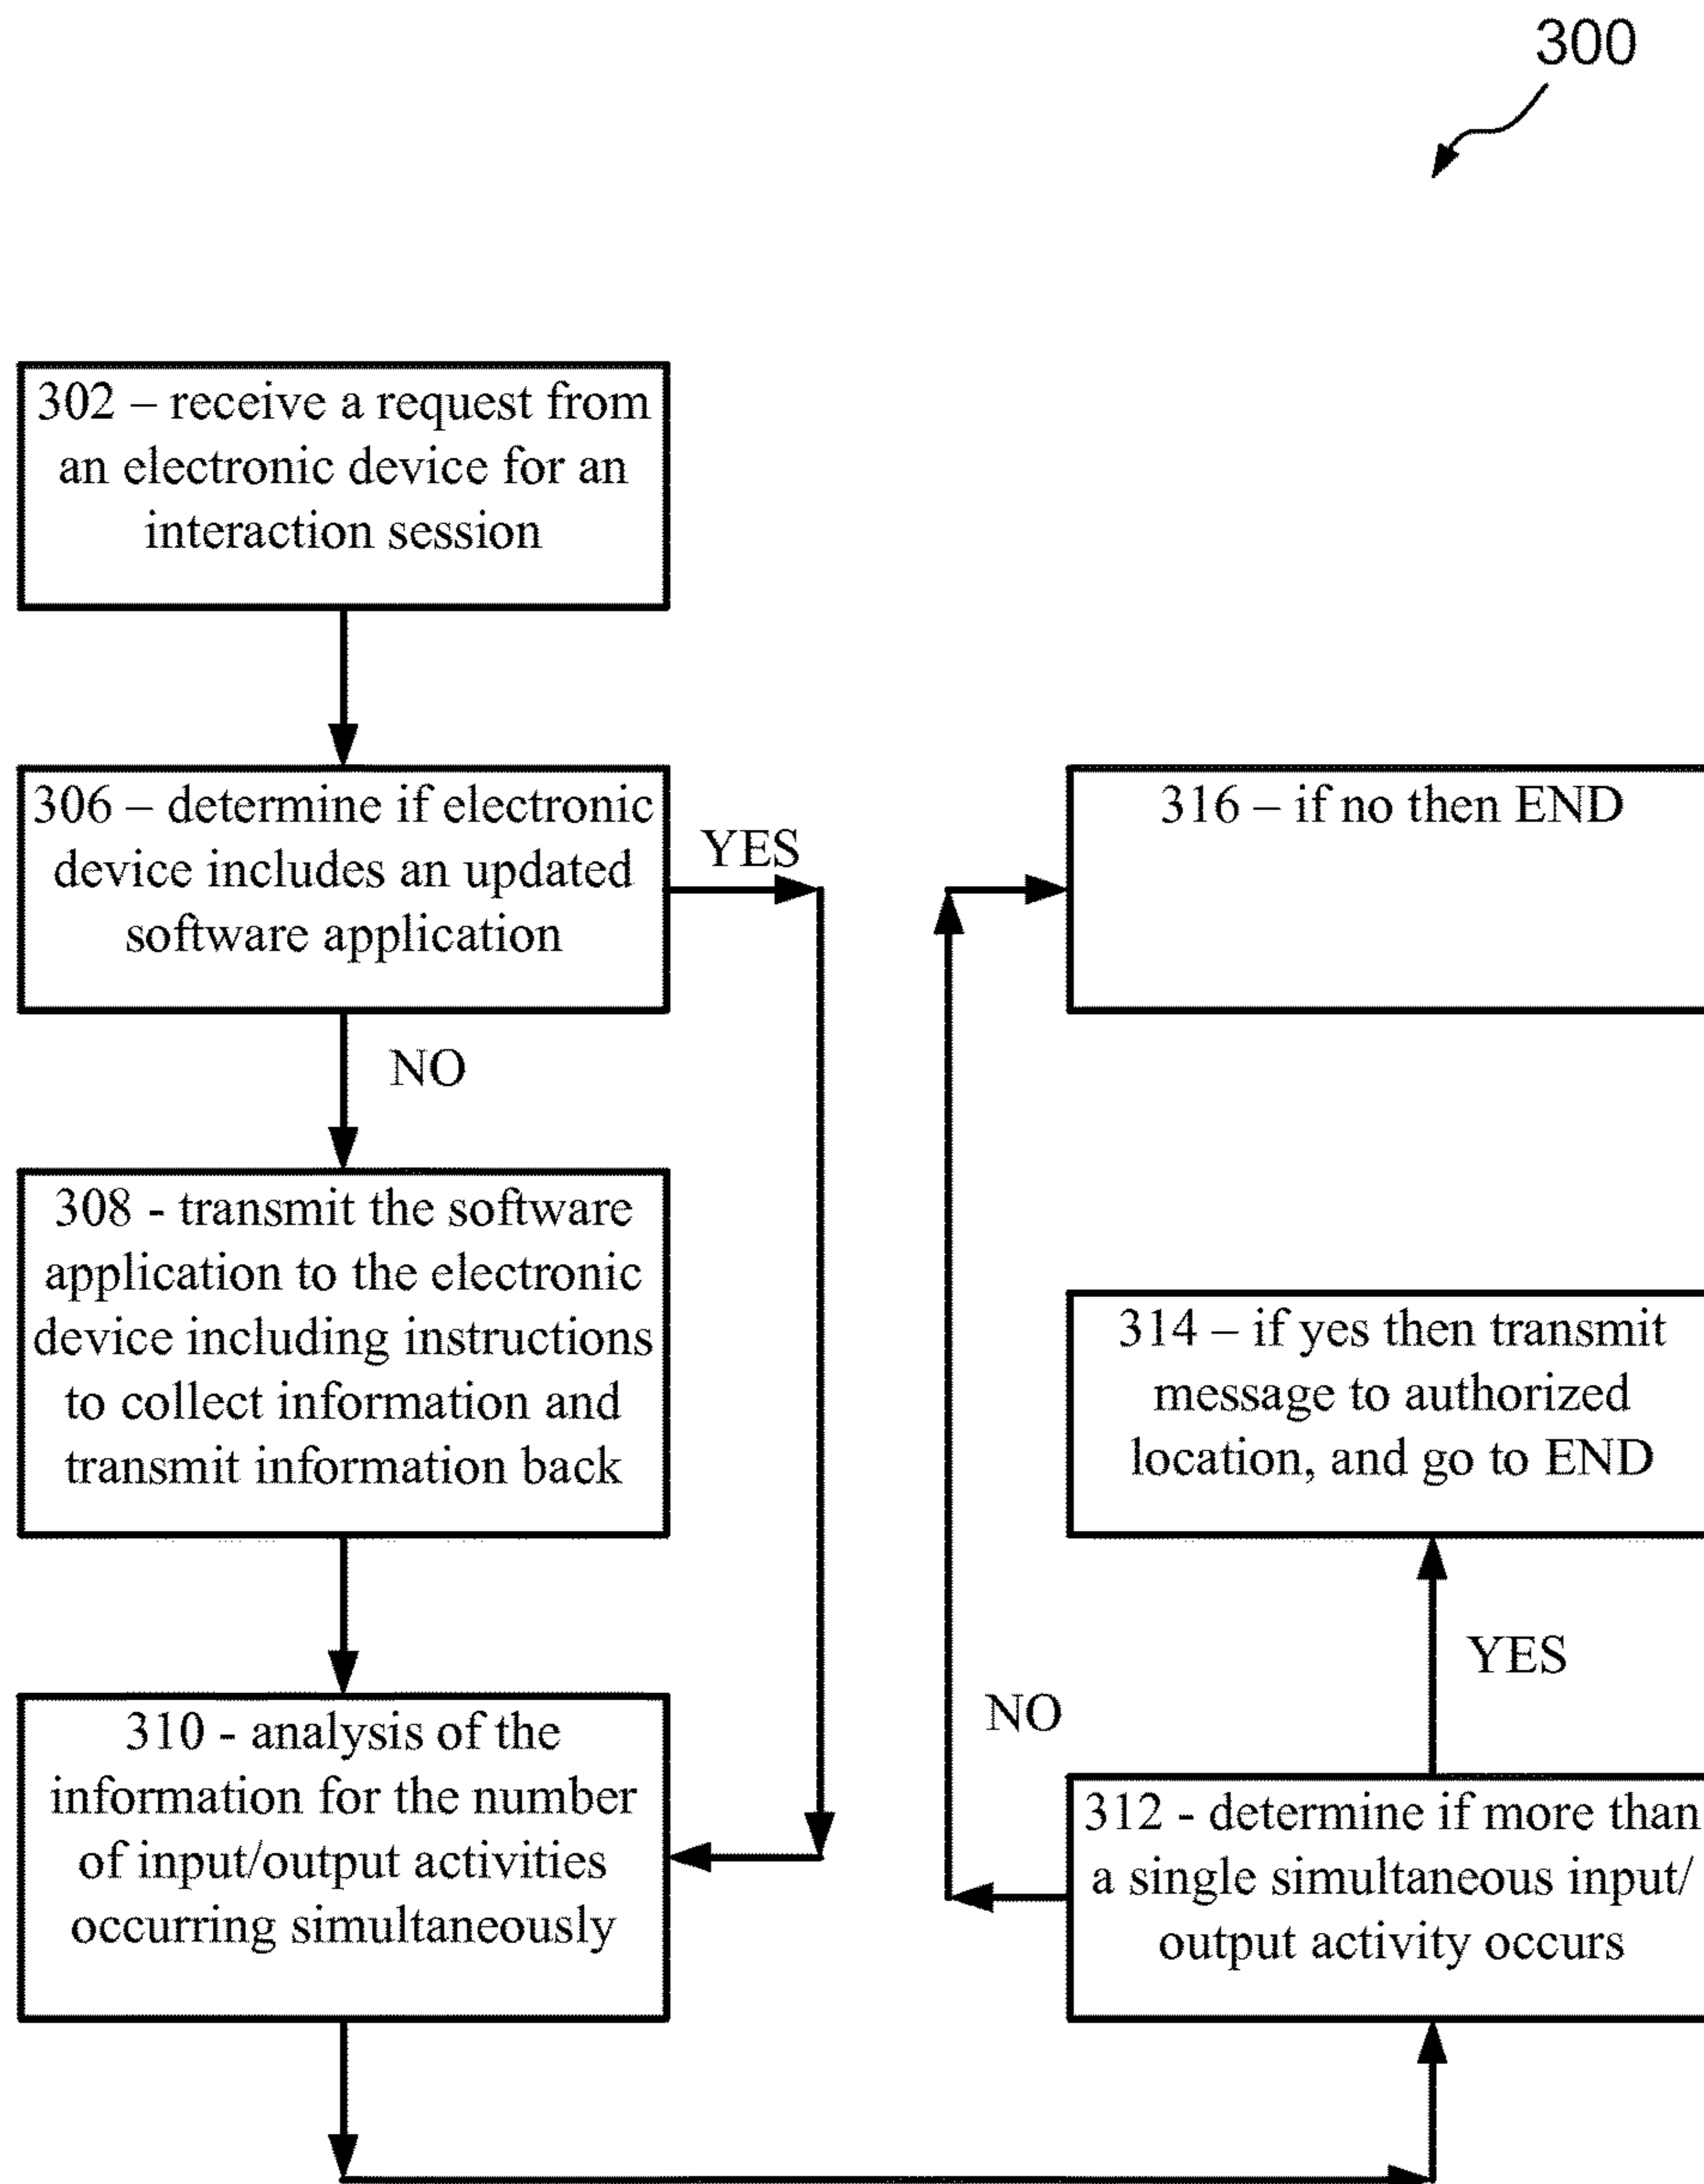 300
302 – receive a request from
an electronic device for an
interaction session
306 – determine if electronic
device includes an updated
software application
YES
NO
308 - transmit the software
application to the electronic
device including instructions
to collect information and
transmit information back
310 - analysis of the
information for the number
of input/output activities
occurring simultaneously
316 – if no then END
314 – if yes then transmit
message to authorized
location, and go to END
YES
NO
312 - determine if more than
a single simultaneous input/
output activity occurs